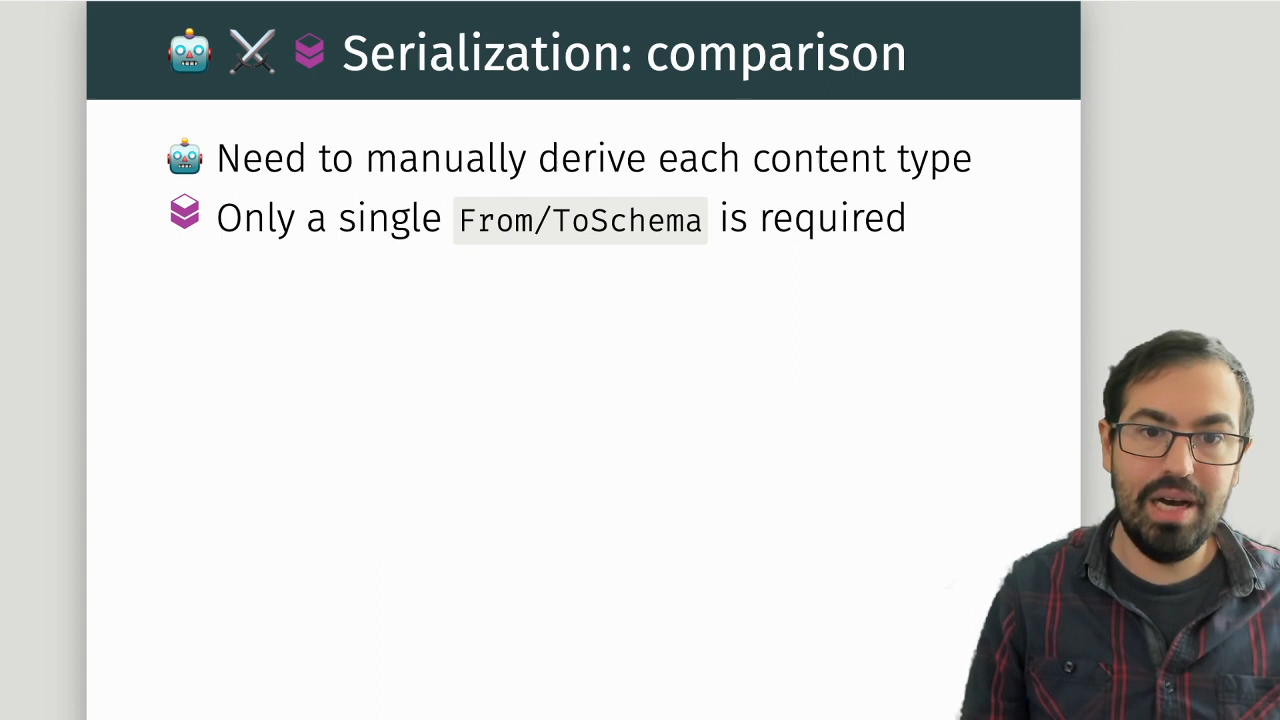 Serialization: comparison
Need to manually derive each content type
Only a single From/ToSchema is required